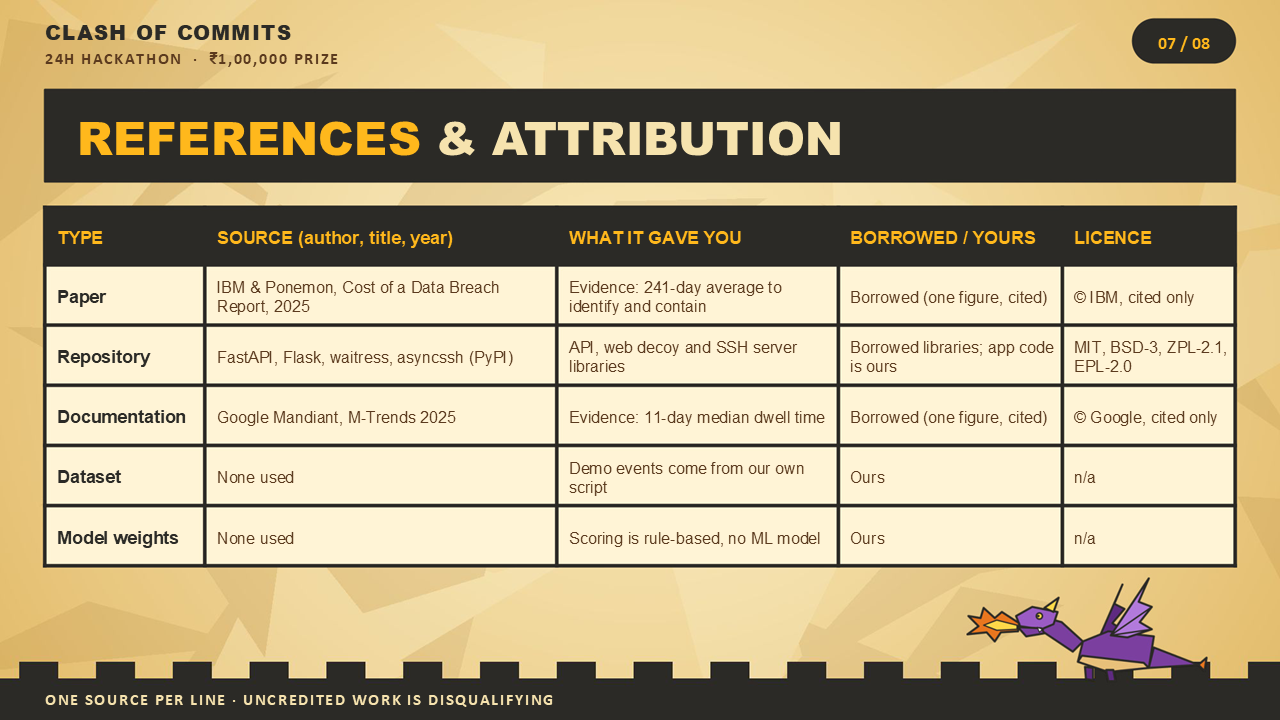 CLASH OF COMMITS
24H HACKATHON · ₹1,00,000 PRIZE
07 / 08
REFERENCES & ATTRIBUTION
TYPE
SOURCE (author, title, year)
WHAT IT GAVE YOU
BORROWED / YOURS
LICENCE
Paper
IBM & Ponemon, Cost of a Data Breach
Report, 2025
Evidence: 241-day average to
identify and contain
Borrowed (one figure, cited)
© IBM, cited only
Repository
FastAPI, Flask, waitress, asyncssh (PyPI)
API, web decoy and SSH server
libraries
Borrowed libraries; app code
is ours
MIT, BSD-3, ZPL-2.1,
EPL-2.0
Documentation
Google Mandiant, M-Trends 2025
Evidence: 11-day median dwell time
Borrowed (one figure, cited)
© Google, cited only
Dataset
None used
Demo events come from our own
script
Ours
n/a
Model weights
None used
Scoring is rule-based, no ML model
Ours
n/a
ONE SOURCE PER LINE · UNCREDITED WORK IS DISQUALIFYING